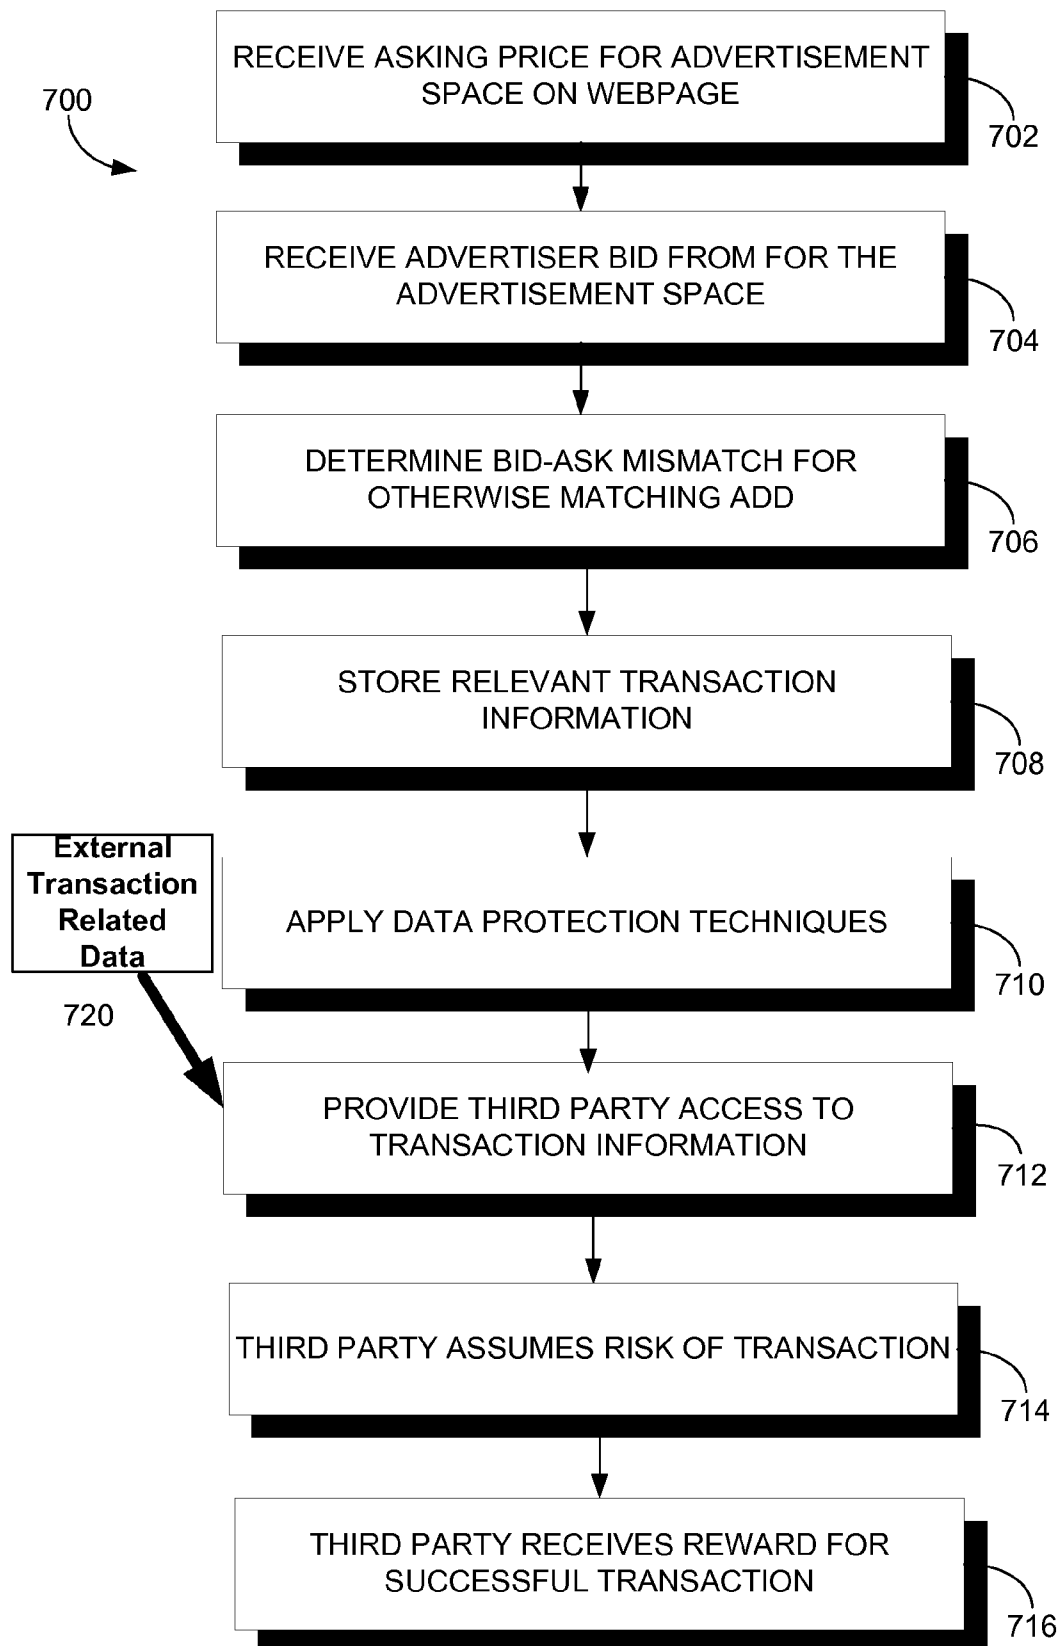 RECEIVE ASKING PRICE FOR ADVERTISEMENT
SPACE ON WEBPAGE
700
702
RECEIVE ADVERTISER BID FROM FOR THE
ADVERTISEMENT SPACE
704
DETERMINE BID-ASK MISMATCH FOR
OTHERWISE MATCHING ADD
706
STORE RELEVANT TRANSACTION
INFORMATION
708
External
Transaction
Related
Data
720
APPLY DATA PROTECTION TECHNIQUES
710
PROVIDE THIRD PARTY ACCESS TO
TRANSACTION INFORMATION
712
THIRD PARTY ASSUMES RISK OF TRANSACTION
714
THIRD PARTY RECEIVES REWARD FOR
SUCCESSFUL TRANSACTION
716